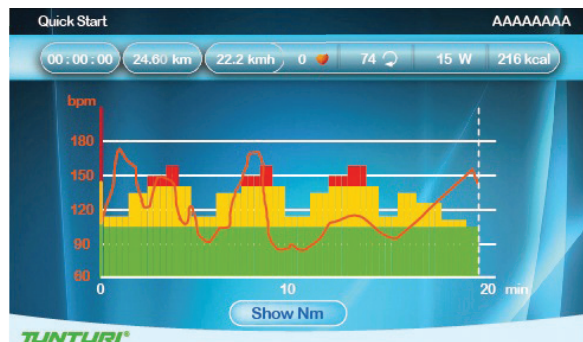 Quick Start AAAAAAAA
00:00:00 24.60 km 22.2 kmh 0 74 15 W 216 kcal
bpm
180
150
120
90
60
0 10 20 min
Show Nm
TUNTURI®